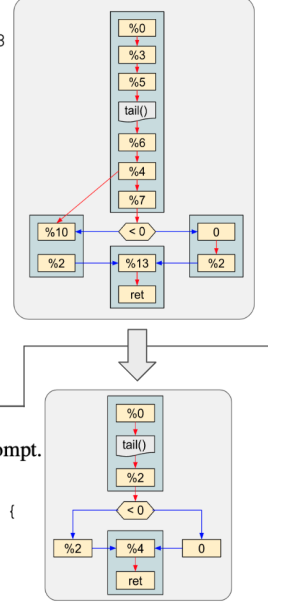 %0
%3
%5
tail()
%6
%4
%7
%10 < 0 0
%2 %13 %2
ret
%0
tail()
ompt.
%2
{
< 0
%2 %4 0
ret